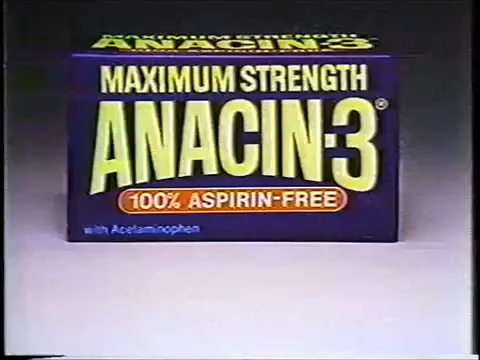 MAXIMUM STRENGTH
ANACIN-3
MAXIMUM STRENGTH
ANACIN-3®
100% ASPIRIN-FREE
with Acetaminophen